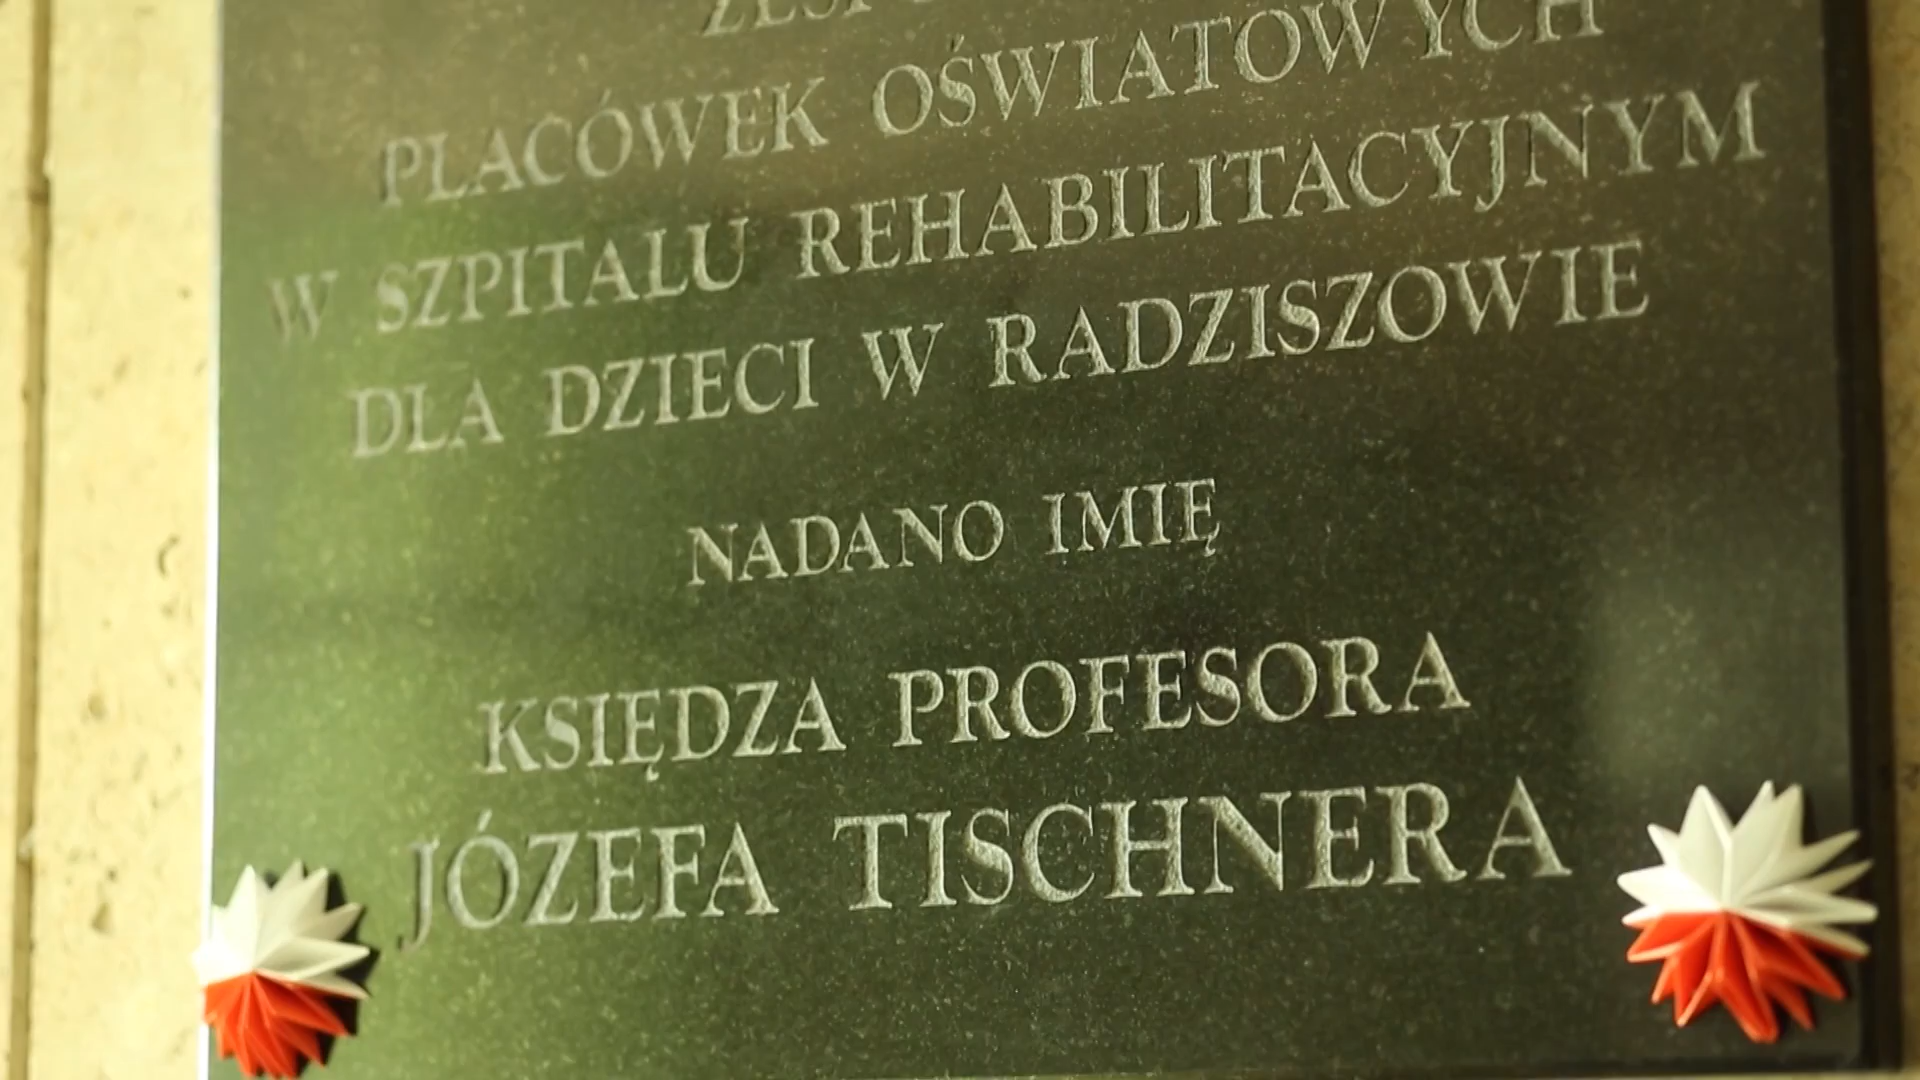 PLACÓWEK OŚWIATOWYCH
W SZPITALU REHABILITACYJNYM
DLA DZIECI W RADZISZOWIE
NADANO IMIĘ
KSIĘDZA PROFESORA
JÓZEFA TISCHNERA